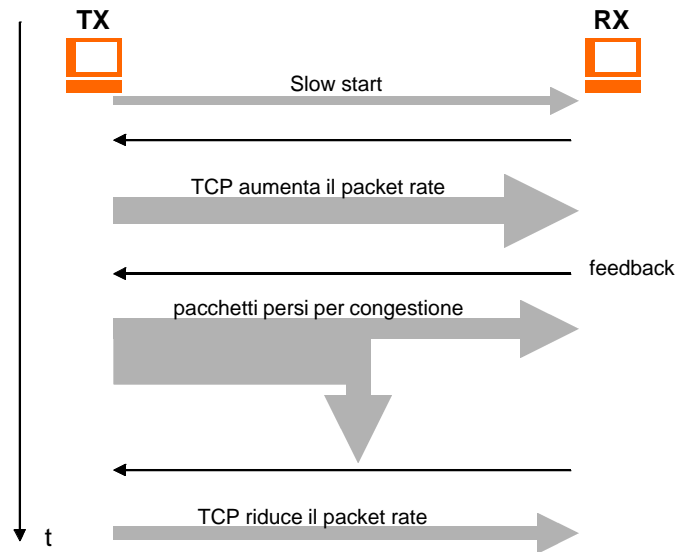 TX
RX
Slow start
TCP aumenta il packet rate
feedback
pacchetti persi per congestione
TCP riduce il packet rate
t